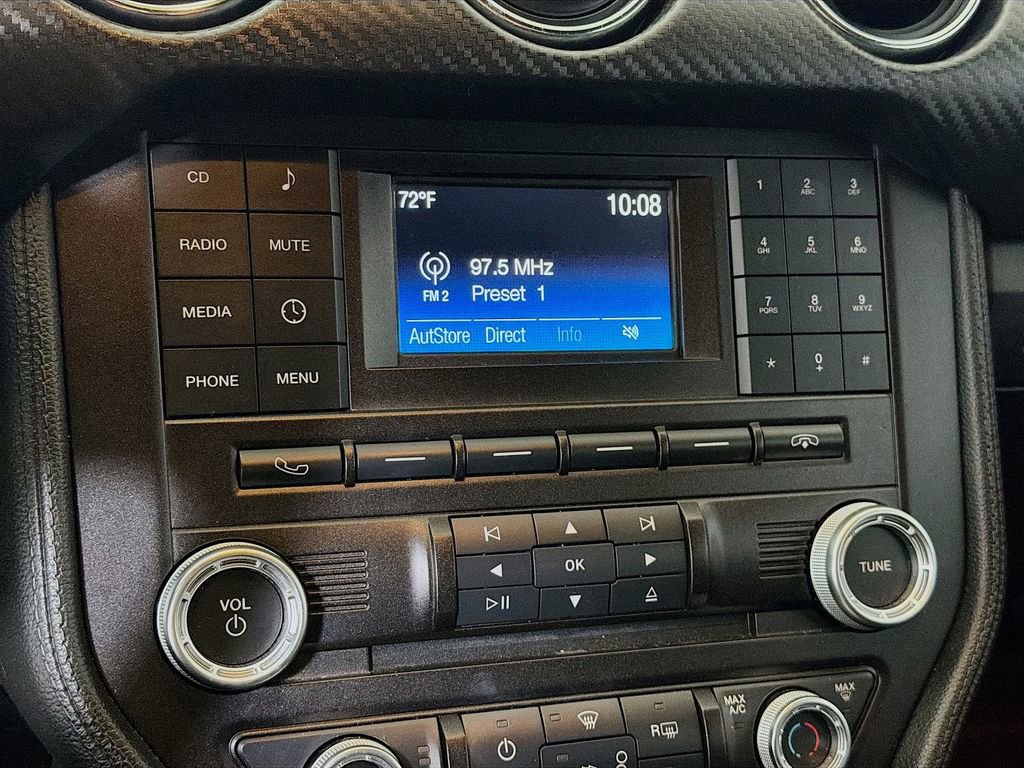 CD
RADIO MUTE
MEDIA
PHONE MENU
72°F 10:08
97.5 MHz
FM 2 Preset 1
AutoStore Direct Info
1 2 ABC 3 DEF
4 GHI 5 JKL 6 MNO
7 PQRS 8 TUV 9 WXYZ
* 0 + #
OK
VOL
TUNE
MAX A/C
MAX
R